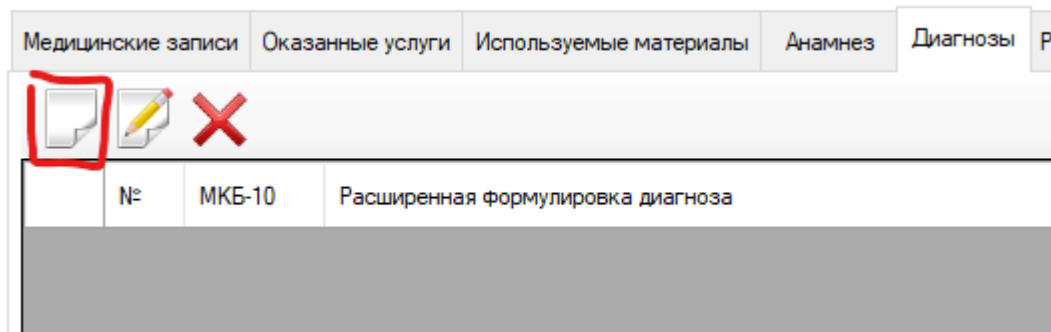 Медицинские записи Оказанные услуги Используемые материалы Анамнез Диагнозы Р
№ МКБ-10 Расширенная формулировка диагноза